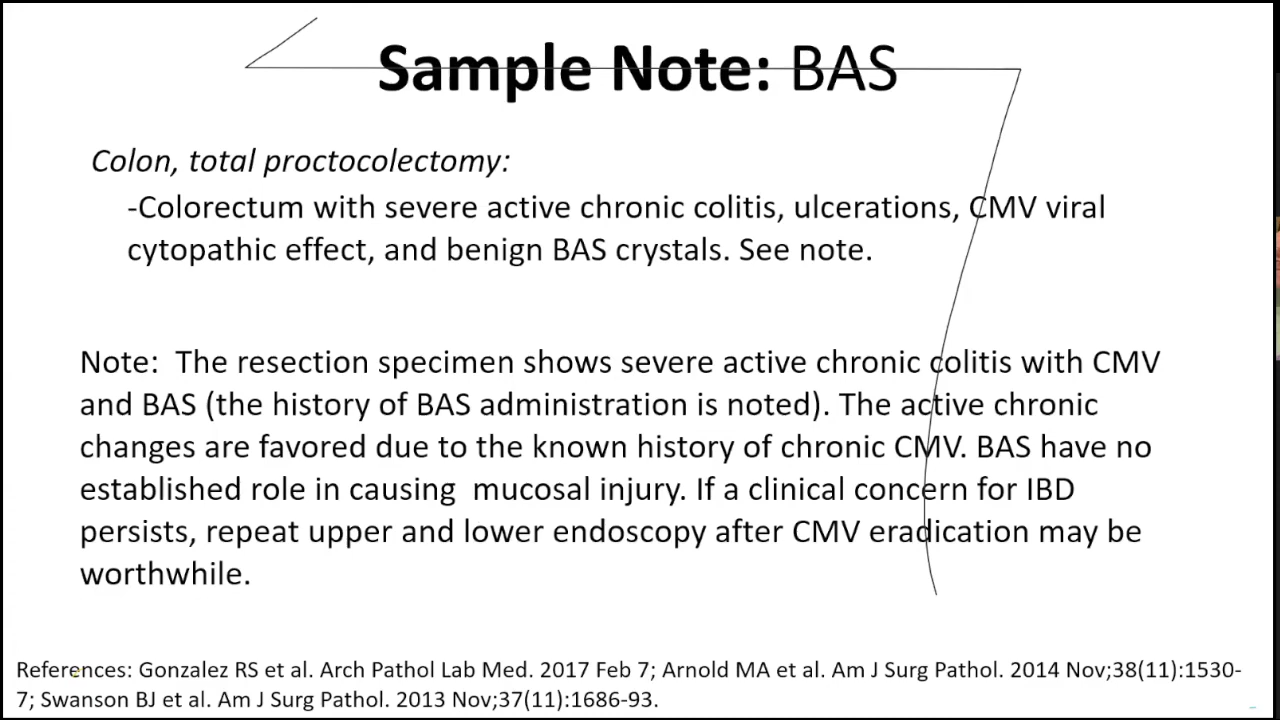 Sample Note: BAS
Colon, total proctocolectomy:
-Colorectum with severe active chronic colitis, ulcerations, CMV viral
cytopathic effect, and benign BAS crystals. See note.
Note:  The resection specimen shows severe active chronic colitis with CMV
and BAS (the history of BAS administration is noted). The active chronic
changes are favored due to the known history of chronic CMV. BAS have no
established role in causing  mucosal injury. If a clinical concern for IBD
persists, repeat upper and lower endoscopy after CMV eradication may be
worthwhile.
References: Gonzalez RS et al. Arch Pathol Lab Med. 2017 Feb 7; Arnold MA et al. Am J Surg Pathol. 2014 Nov;38(11):1530-
7; Swanson BJ et al. Am J Surg Pathol. 2013 Nov;37(11):1686-93.